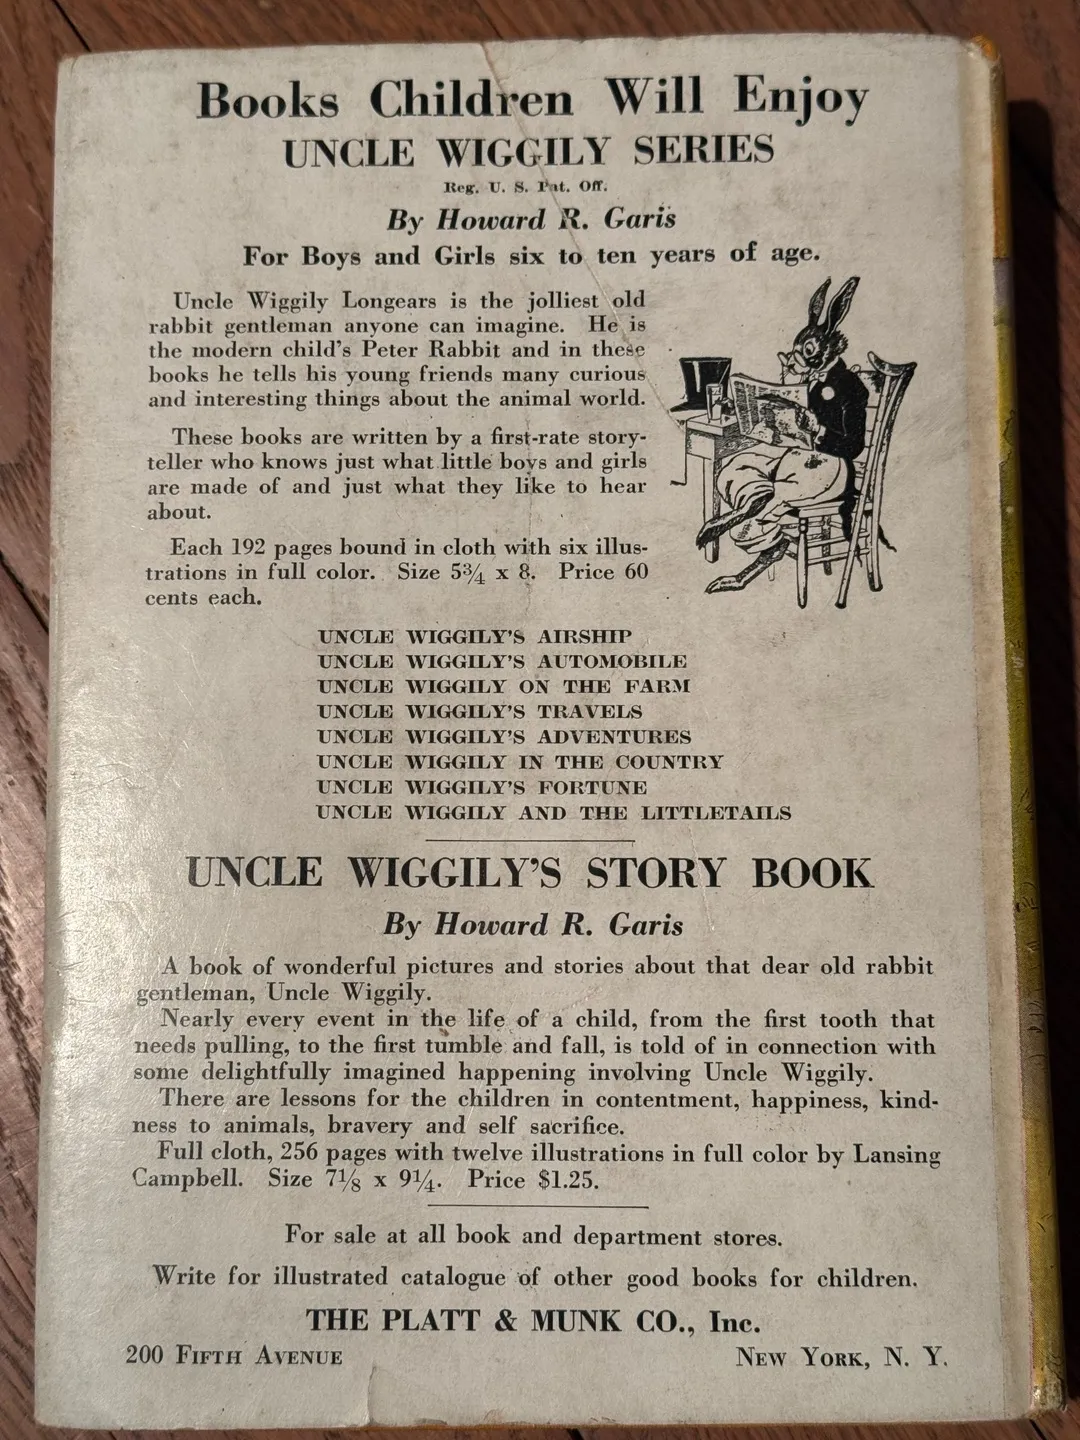 Books Children Will Enjoy
UNCLE WIGGILY SERIES
Reg. U. S. Pat. Off.
By Howard R. Garis
For Boys and Girls six to ten years of age.
Uncle Wiggily Longears is the jolliest old
rabbit gentleman anyone can imagine. He is
the modern child's Peter Rabbit and in these
books he tells his young friends many curious
and interesting things about the animal world.
These books are written by a first-rate story-
teller who knows just what little boys and girls
are made of and just what they like to hear
about.
Each 192 pages bound in cloth with six illus-
trations in full color. Size 5¾ x 8. Price 60
cents each.
UNCLE WIGGILY'S AIRSHIP
UNCLE WIGGILY'S AUTOMOBILE
UNCLE WIGGILY ON THE FARM
UNCLE WIGGILY'S TRAVELS
UNCLE WIGGILY'S ADVENTURES
UNCLE WIGGILY IN THE COUNTRY
UNCLE WIGGILY'S FORTUNE
UNCLE WIGGILY AND THE LITTLETAILS
UNCLE WIGGILY'S STORY BOOK
By Howard R. Garis
A book of wonderful pictures and stories about that dear old rabbit
gentleman, Uncle Wiggily.
Nearly every event in the life of a child, from the first tooth that
needs pulling, to the first tumble and fall, is told of in connection with
some delightfully imagined happening involving Uncle Wiggily.
There are lessons for the children in contentment, happiness, kind-
ness to animals, bravery and self sacrifice.
Full cloth, 256 pages with twelve illustrations in full color by Lansing
Campbell. Size 7⅛ x 9¼. Price $1.25.
For sale at all book and department stores.
Write for illustrated catalogue of other good books for children.
THE PLATT & MUNK CO., Inc.
200 FIFTH AVENUE NEW YORK, N. Y.